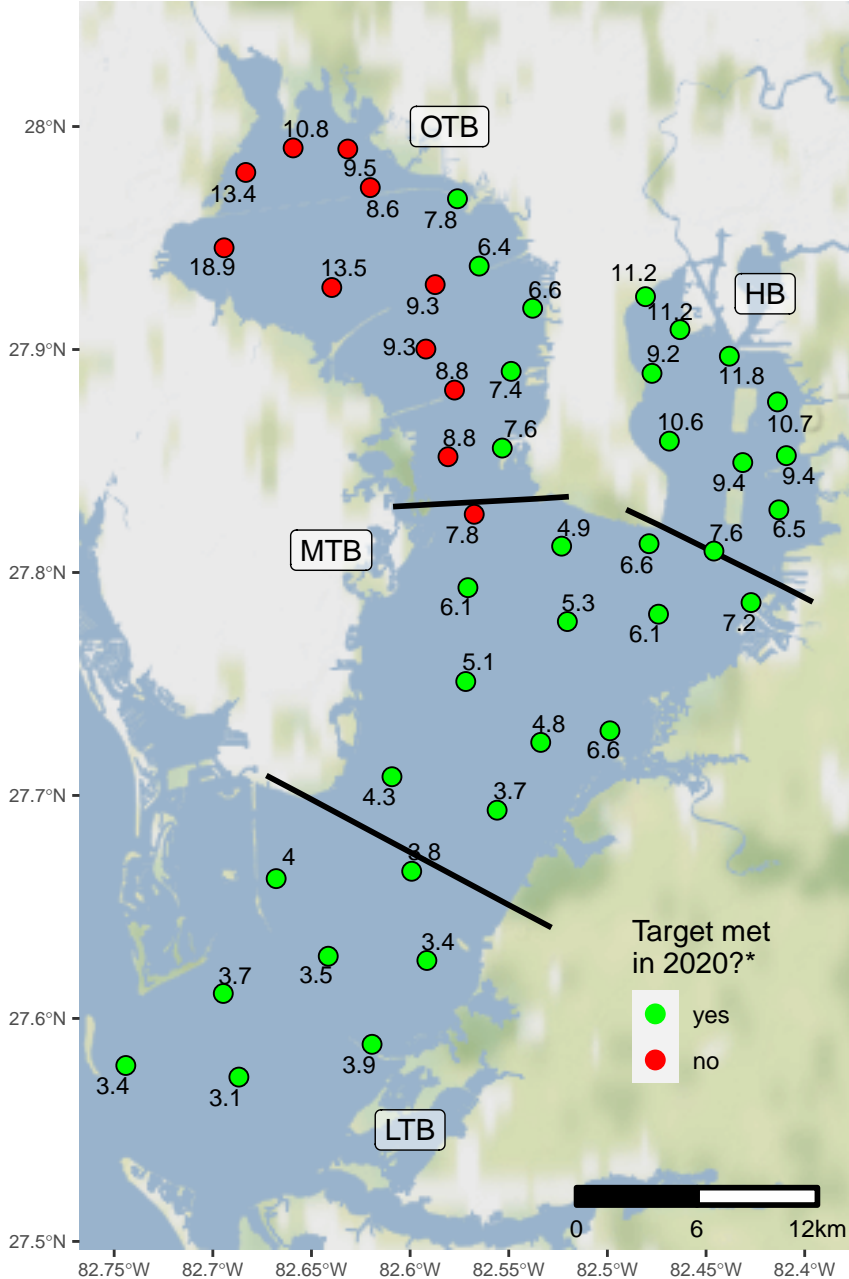 28°N
27.9°N
27.8°N
27.7°N
27.6°N
27.5°N
OTB
10.8
9.5
13.4
8.6
7.8
18.9
13.5
6.4
9.3
6.6
9.3
8.8
7.4
8.8
7.6
HB
11.2
11.2
9.2
11.8
10.6
10.7
9.4
9.4
6.5
7.6
MTB
7.8
4.9
6.6
6.1
5.3
6.1
7.2
5.1
4.8
6.6
4.3
3.7
3.8
4
3.5
3.4
3.7
3.9
3.4
3.1
LTB
Target met
in 2020?*
yes
no
0 6 12km
82.75°W 82.7°W 82.65°W 82.6°W 82.55°W 82.5°W 82.45°W 82.4°W